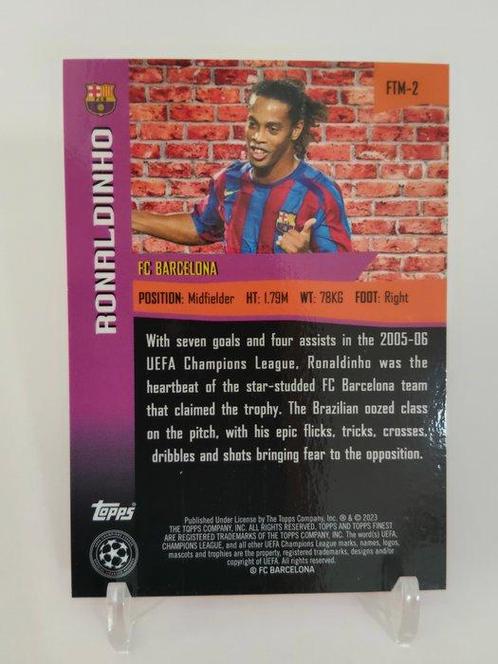 FCB
FTM-2
RONALDINHO
FC BARCELONA
POSITION: Midfielder HT: 1.79M WT: 78KG FOOT: Right
With seven goals and four assists in the 2005-06
UEFA Champions League, Ronaldinho was the
heartbeat of the star-studded FC Barcelona team
that claimed the trophy. The Brazilian oozed class
on the pitch, with his epic flicks, tricks, crosses,
dribbles and shots bringing fear to the opposition.
Topps
Published Under License by The Topps Company, Inc. ® & © 2023
THE TOPPS COMPANY, INC. ALL RIGHTS RESERVED. TOPPS AND TOPPS FINEST
ARE REGISTERED TRADEMARKS OF THE TOPPS COMPANY, INC. The word(s) UEFA,
CHAMPIONS LEAGUE, and all other UEFA Champions League marks, names, logos,
mascots and trophies are the property, registered trademarks, designs and/or
copyright of UEFA. All rights reserved.
© FC BARCELONA